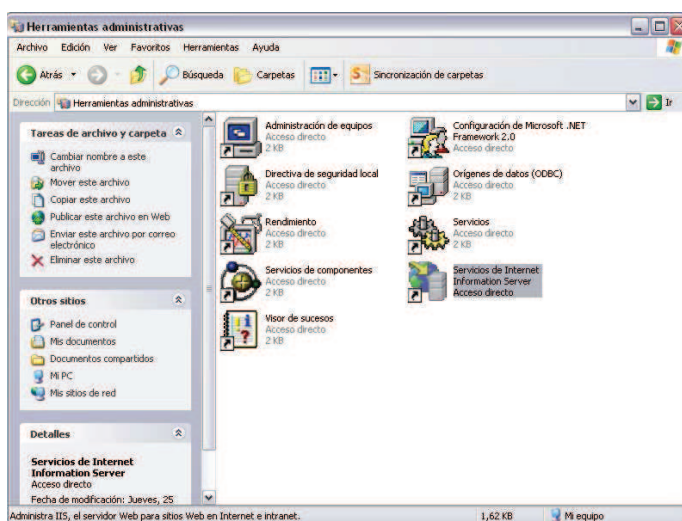 Herramientas administrativas
Archivo Edición Ver Favoritos Herramientas Ayuda
Atrás Búsqueda Carpetas Sincronización de carpetas
Dirección Herramientas administrativas Ir
Tareas de archivo y carpeta
Cambiar nombre a este
archivo
Mover este archivo
Copiar este archivo
Publicar este archivo en Web
Enviar este archivo por correo
electrónico
Eliminar este archivo
Otros sitios
Panel de control
Mis documentos
Documentos compartidos
Mi PC
Mis sitios de red
Detalles
Servicios de Internet
Information Server
Acceso directo
Fecha de modificación: Jueves, 25
Administración de equipos
Acceso directo
2 KB
Configuración de Microsoft .NET
Framework 2.0
Acceso directo
Directiva de seguridad local
Acceso directo
2 KB
Orígenes de datos (ODBC)
Acceso directo
2 KB
Rendimiento
Acceso directo
2 KB
Servicios
Acceso directo
2 KB
Servicios de componentes
Acceso directo
2 KB
Servicios de Internet
Information Server
Acceso directo
Visor de sucesos
Acceso directo
2 KB
Administra IIS, el servidor Web para sitios Web en Internet e intranet. 1,62 KB Mi equipo